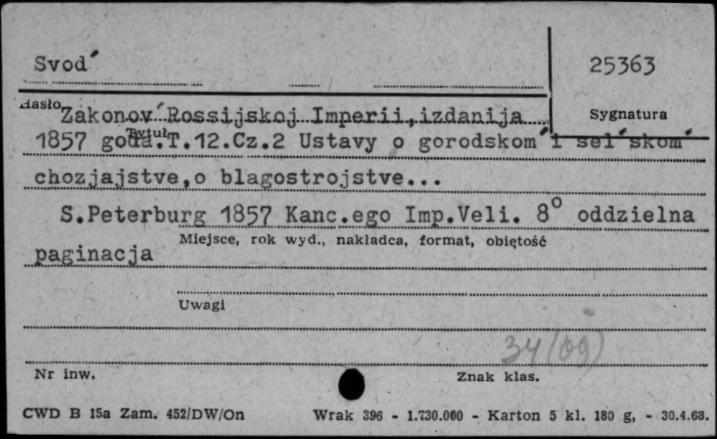 Svod′
25363
Hasło
Zakonov′ Rossijskoj Imperii, izdanija
Sygnatura
Tytuł
1857 goda.T.12.Cz.2 Ustavy o gorodskom′ i sel′skom′
chozjajstve,o blagostrojstve...
S.Peterburg 1857 Kanc.ego Imp.Veli. 8° oddzielna
Miejsce, rok wyd., nakładca, format, objętość
paginacja
Uwagi
34(09)
Nr inw.
Znak klas.
CWD B 15a Zam. 452/DW/On Wrak 396 - 1.730.000 - Karton 5 kl. 180 g, - 30.4.68.